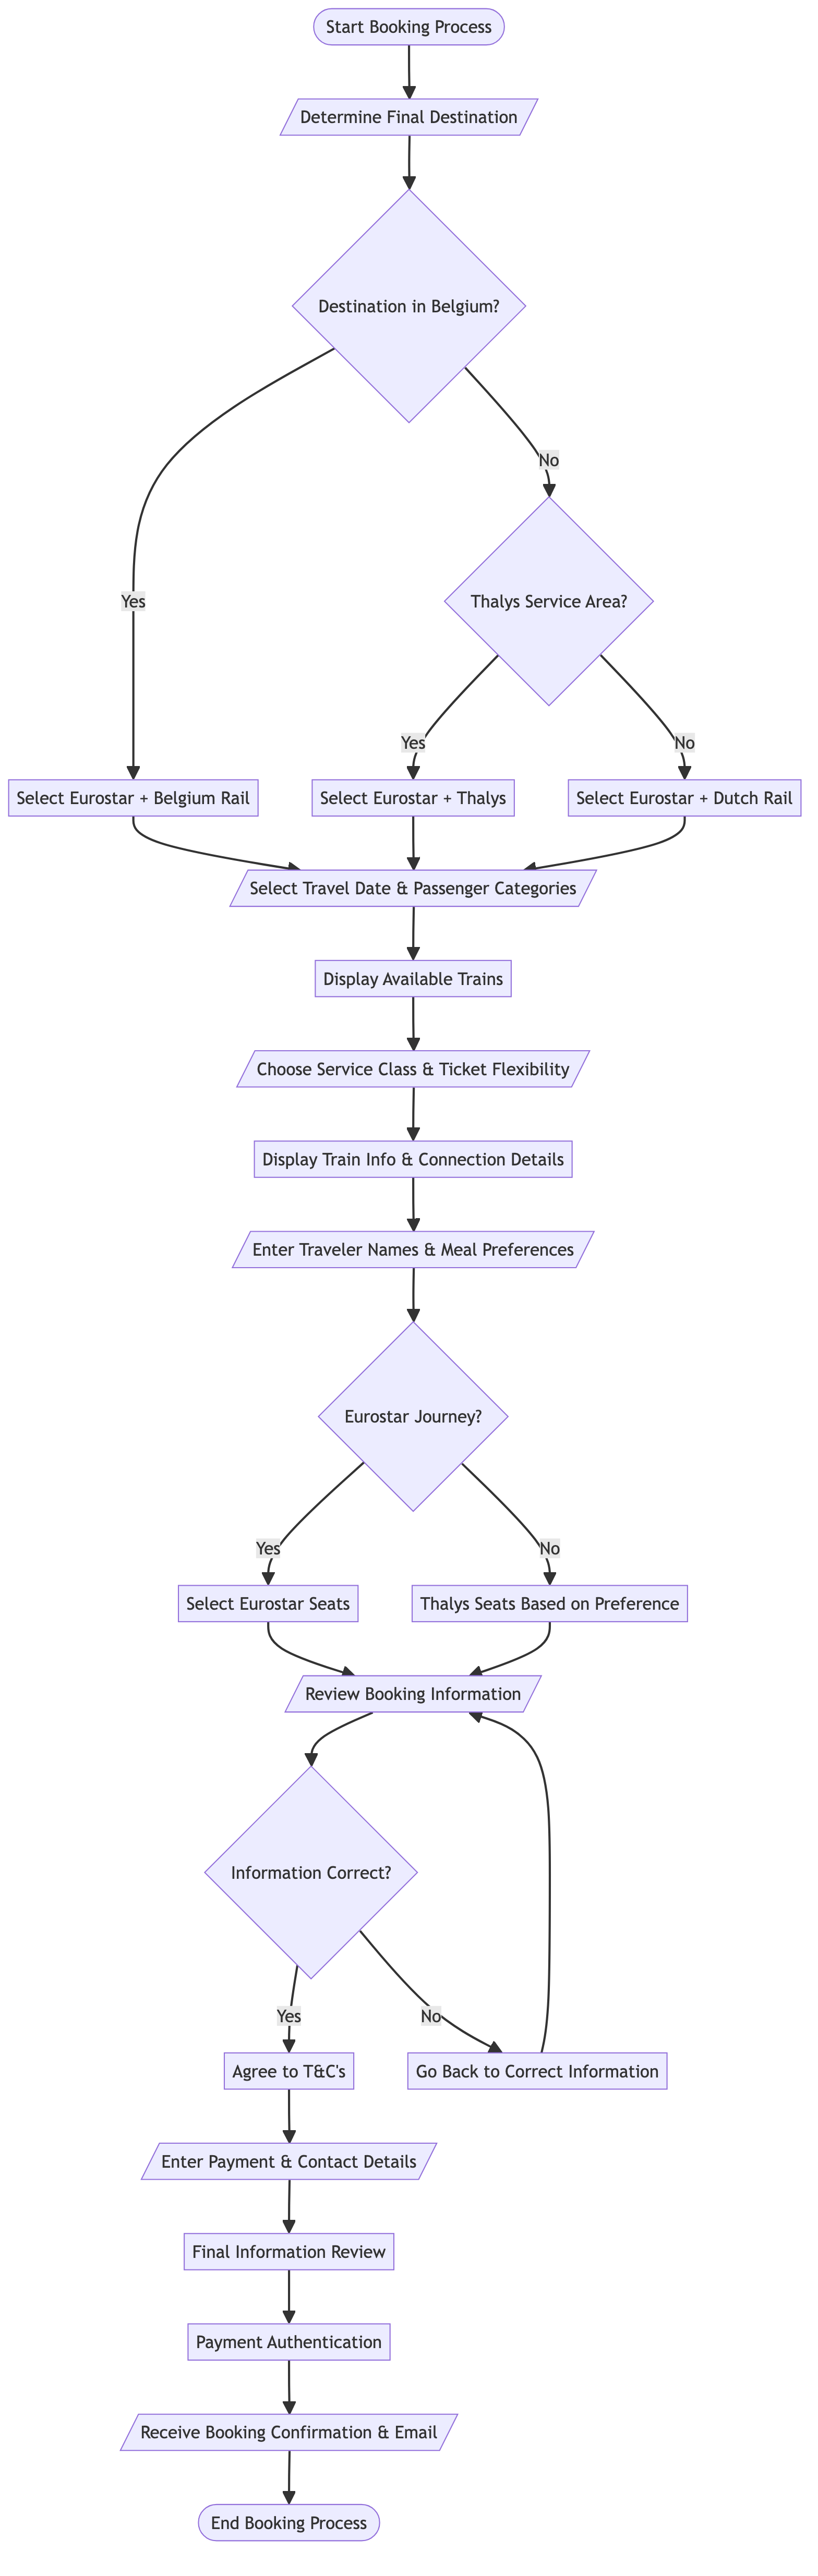 Start Booking Process
Determine Final Destination
Destination in Belgium?
No
Yes
Thalys Service Area?
Yes
No
Select Eurostar + Belgium Rail
Select Eurostar + Thalys
Select Eurostar + Dutch Rail
Select Travel Date & Passenger Categories
Display Available Trains
Choose Service Class & Ticket Flexibility
Display Train Info & Connection Details
Enter Traveler Names & Meal Preferences
Eurostar Journey?
Yes
No
Select Eurostar Seats
Thalys Seats Based on Preference
Review Booking Information
Information Correct?
Yes
No
Agree to T&C's
Go Back to Correct Information
Enter Payment & Contact Details
Final Information Review
Payment Authentication
Receive Booking Confirmation & Email
End Booking Process